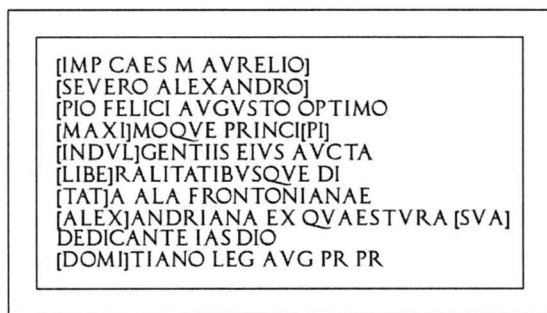 [IMP CAES M AVRELIO]
[SEVERO ALEXANDRO]
[PIO FELICI AVGVSTO OPTIMO
[MAXI]MOQVE PRINCI[PI]
[INDVL]GENTIIS EIVS AVCTA
[LIBE]RALITATIBVSQVE DI
[TAT]A ALA FRONTONIANAE
[ALEX]ANDRIANA EX QVAESTVRA [SVA]
DEDICANTE IAS DIO
[DOMI]TIANO LEG AVG PR PR